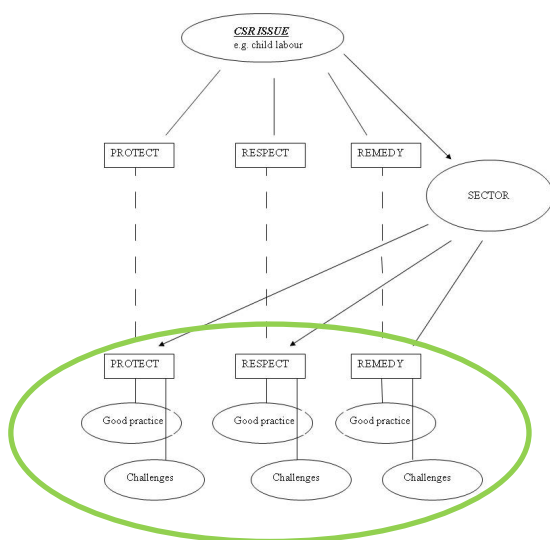 CSR ISSUE
e.g. child labour
PROTECT
RESPECT
REMEDY
SECTOR
PROTECT
RESPECT
REMEDY
Good practice
Good practice
Good practice
Challenges
Challenges
Challenges